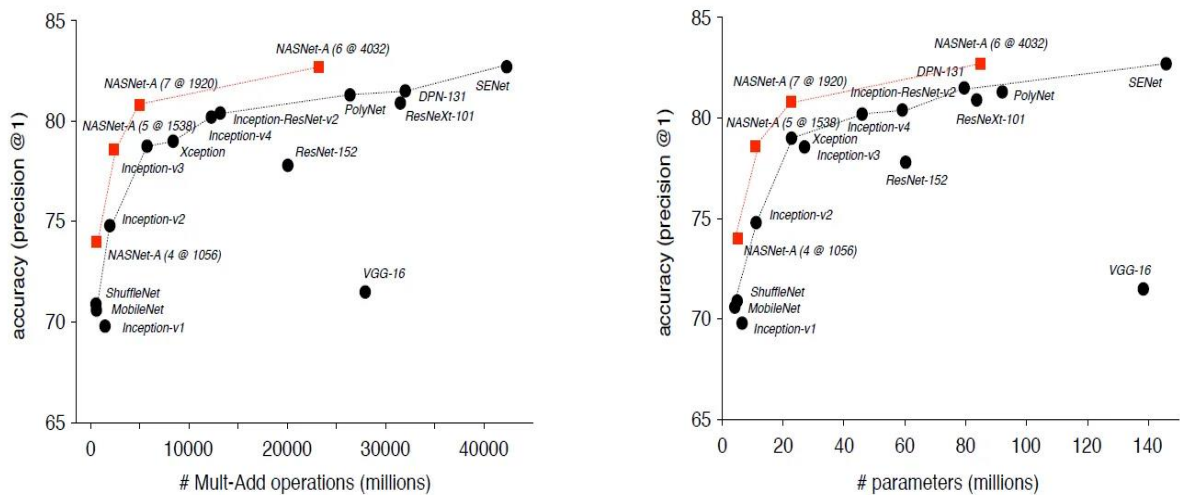 85
80
75
70
65
accuracy (precision @1)
NASNet-A (6 @ 4032)
NASNet-A (7 @ 1920)
SENet
DPN-131
PolyNet
ResNeXt-101
Inception-ResNet-v2
NASNet-A (5 @ 1538)
Inception-v4
Xception
Inception-v3
ResNet-152
Inception-v2
NASNet-A (4 @ 1056)
VGG-16
ShuffleNet
MobileNet
Inception-v1
0 10000 20000 30000 40000
# Mult-Add operations (millions)
85
80
75
70
65
accuracy (precision @1)
NASNet-A (6 @ 4032)
DPN-131
NASNet-A (7 @ 1920)
SENet
Inception-ResNet-v2
PolyNet
ResNeXt-101
NASNet-A (5 @ 1538)
Inception-v4
Xception
Inception-v3
ResNet-152
Inception-v2
NASNet-A (4 @ 1056)
VGG-16
ShuffleNet
MobileNet
Inception-v1
0 20 40 60 80 100 120 140
# parameters (millions)